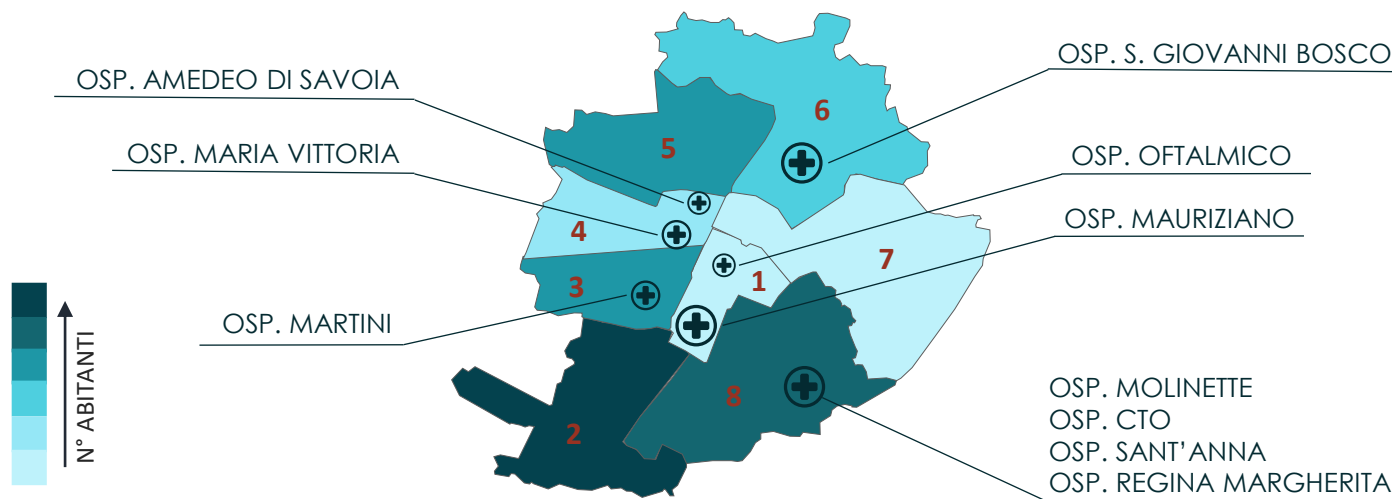 OSP. S. GIOVANNI BOSCO
OSP. AMEDEO DI SAVOIA
6
5
OSP. MARIA VITTORIA
OSP. OFTALMICO
OSP. MAURIZIANO
4
7
1
3
OSP. MARTINI
N° ABITANTI
8
2
OSP. MOLINETTE
OSP. CTO
OSP. SANT'ANNA
OSP. REGINA MARGHERITA